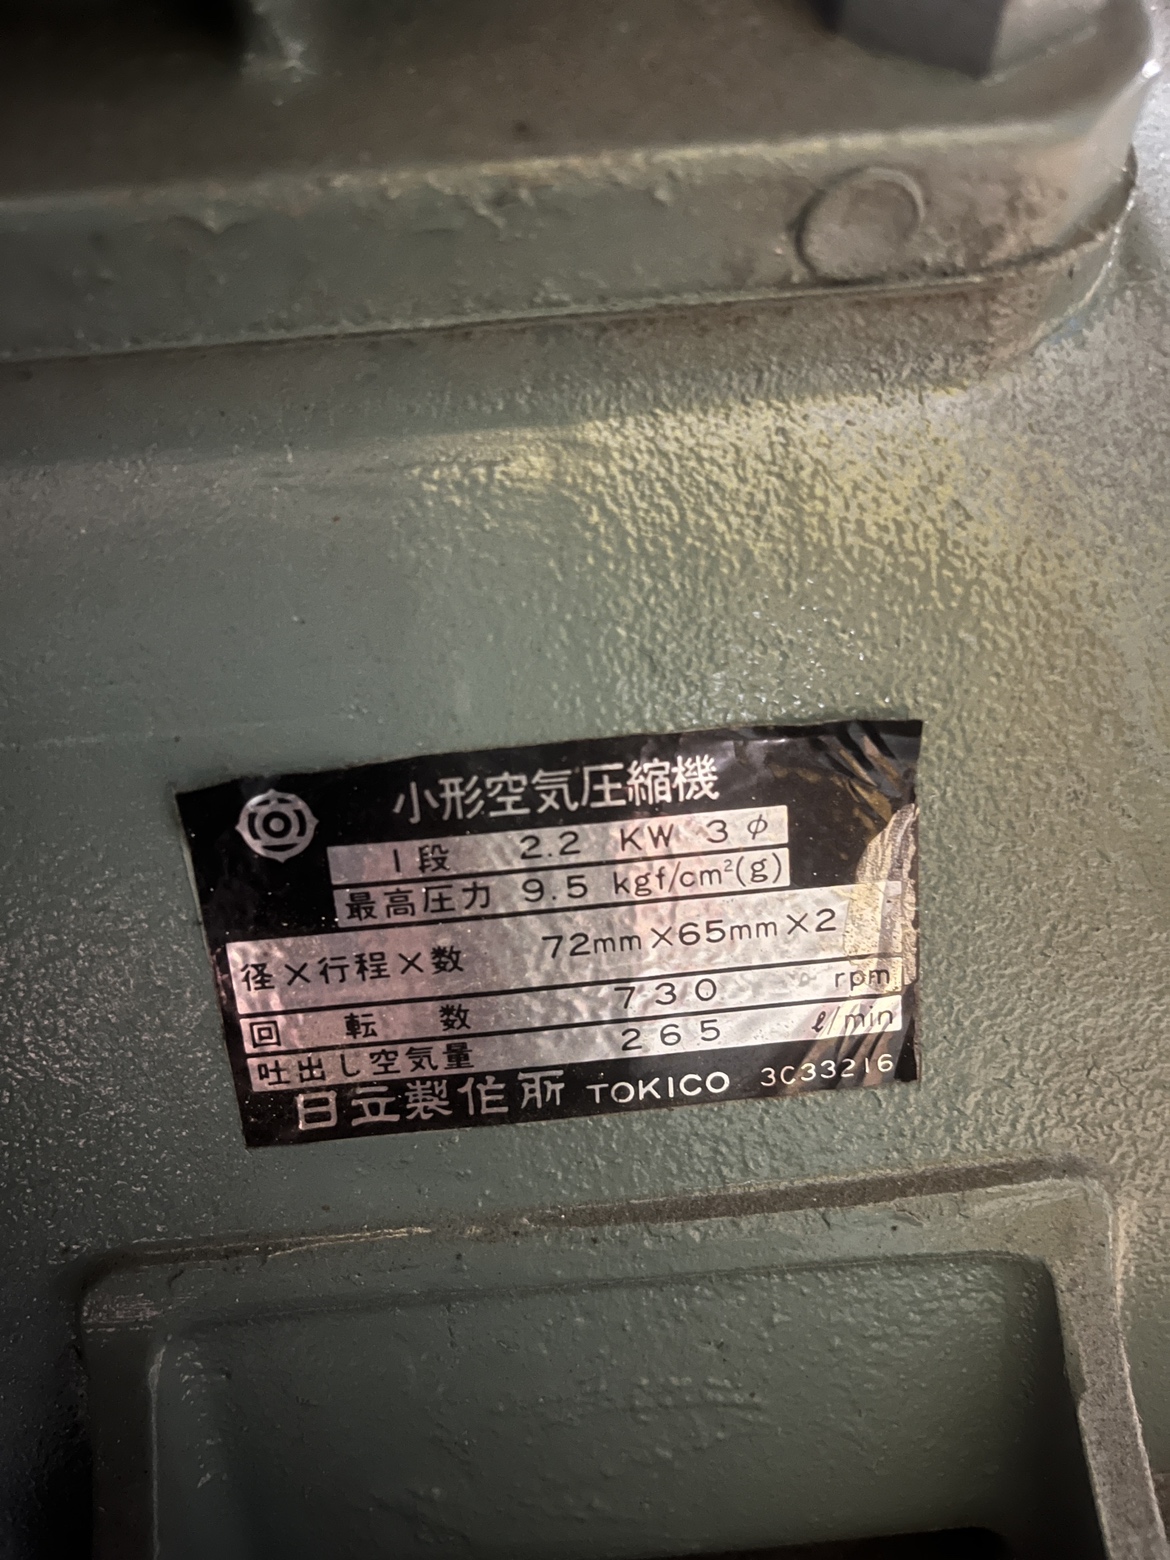 小形空気圧縮機
1段 2.2 KW 3φ
最高圧力 9.5 kgf/cm²(g)
径×行程×数 72mm×65mm×2
回転数 730 rpm
吐出し空気量 265 ℓ/min
日立製作所 TOKICO 3C33216